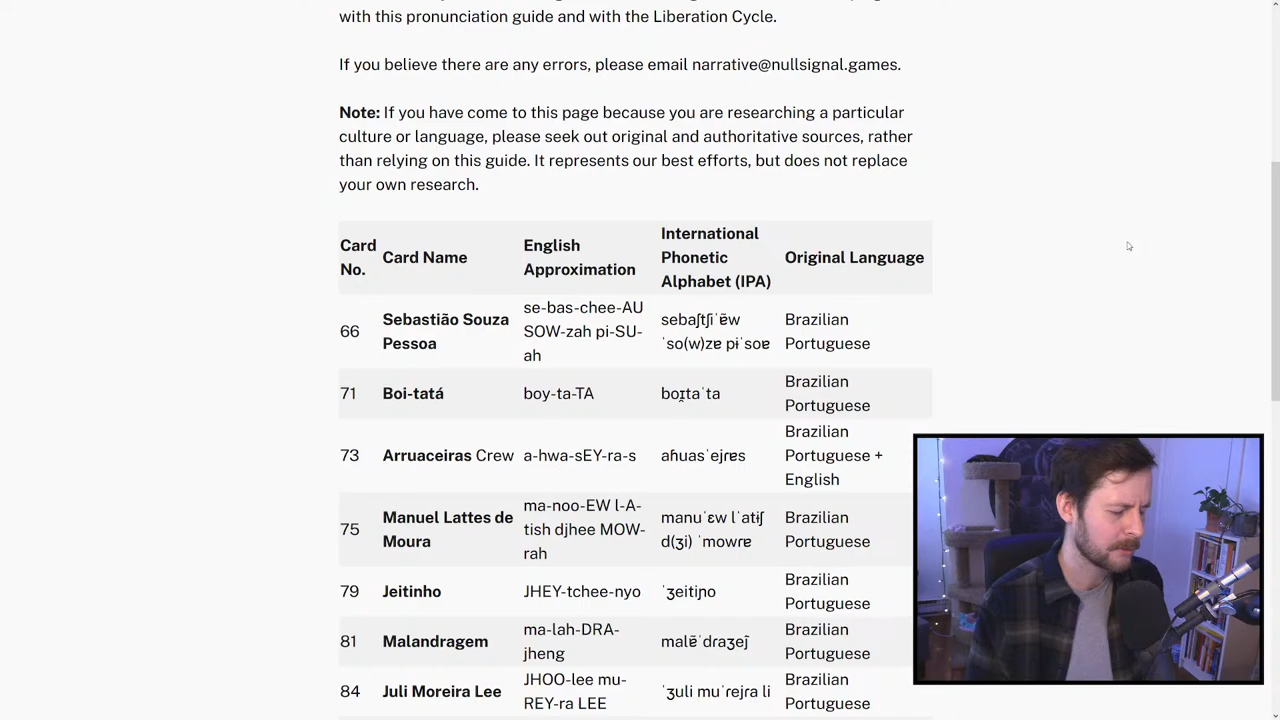 with this pronunciation guide and with the Liberation Cycle.
If you believe there are any errors, please email narrative@nullsignal.games.
Note: If you have come to this page because you are researching a particular
culture or language, please seek out original and authoritative sources, rather
than relying on this guide. It represents our best efforts, but does not replace
your own research.
Card No. Card Name English Approximation International Phonetic Alphabet (IPA) Original Language
66 Sebastião Souza Pessoa se-bas-chee-AU SOW-zah pi-SU-ah sebaʃtʃiˈɐ̃w ˈso(w)zɐ piˈsoɐ Brazilian Portuguese
71 Boi-tatá boy-ta-TA boɪ̯taˈta Brazilian Portuguese
73 Arruaceiras Crew a-hwa-sEY-ra-s aɦuasˈejɾɐs Brazilian Portuguese + English
75 Manuel Lattes de Moura ma-noo-EW l-A-tish djhee MOW-rah manuˈɛw lˈatɨʃ d(ʒi) ˈmowɾɐ Brazilian Portuguese
79 Jeitinho JHEY-tchee-nyo ˈʒeitiɲo Brazilian Portuguese
81 Malandragem ma-lah-DRA-jheng malɐ̃ˈdɾaʒej̃ Brazilian Portuguese
84 Juli Moreira Lee JHOO-lee mu-REY-ra LEE ˈʒuli muˈɾejɾa li Brazilian Portuguese